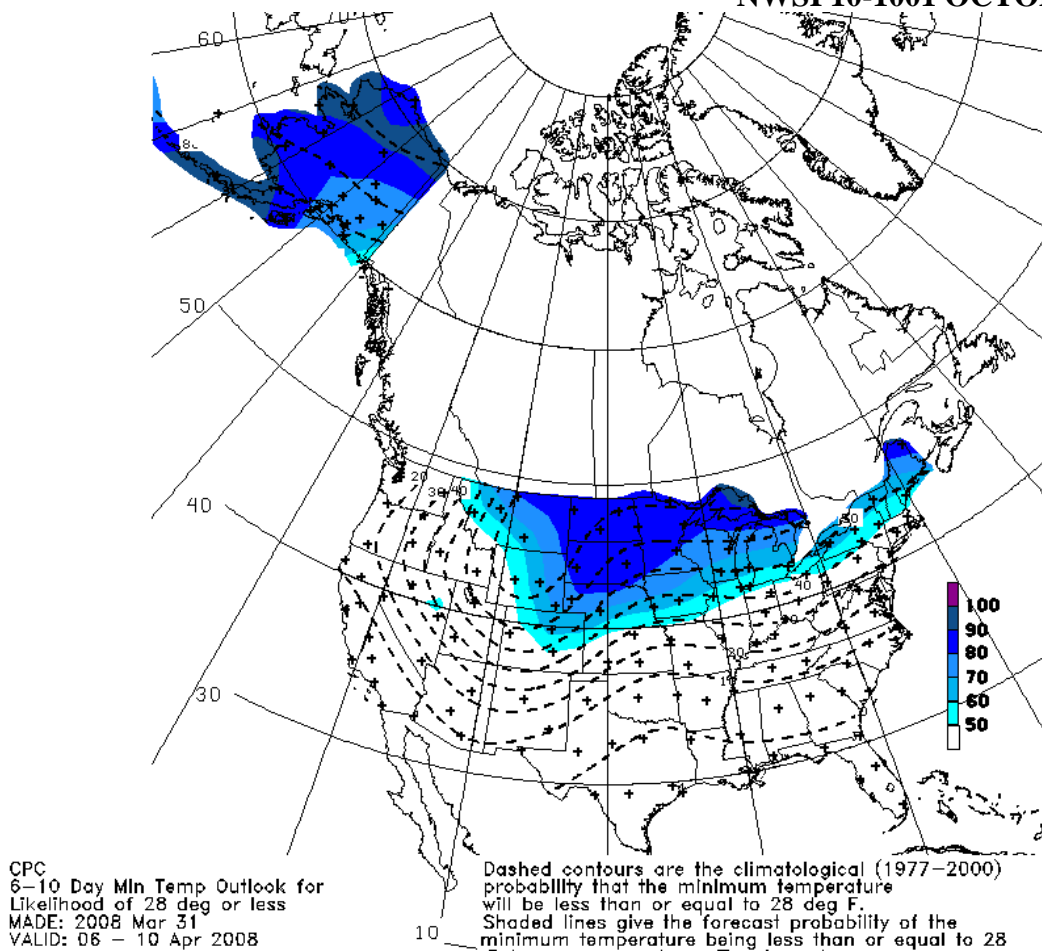 60
70
50
40
30
10
20
30
40
50
40
30
20
10
100
90
80
70
60
50
CPC
6-10 Day Min Temp Outlook for
Likelihood of 28 deg or less
MADE: 2008 Mar 31
VALID: 06 - 10 Apr 2008
Dashed contours are the climatological (1977-2000)
probability that the minimum temperature
will be less than or equal to 28 deg F.
Shaded lines give the forecast probability of the
minimum temperature being less than or equal to 28